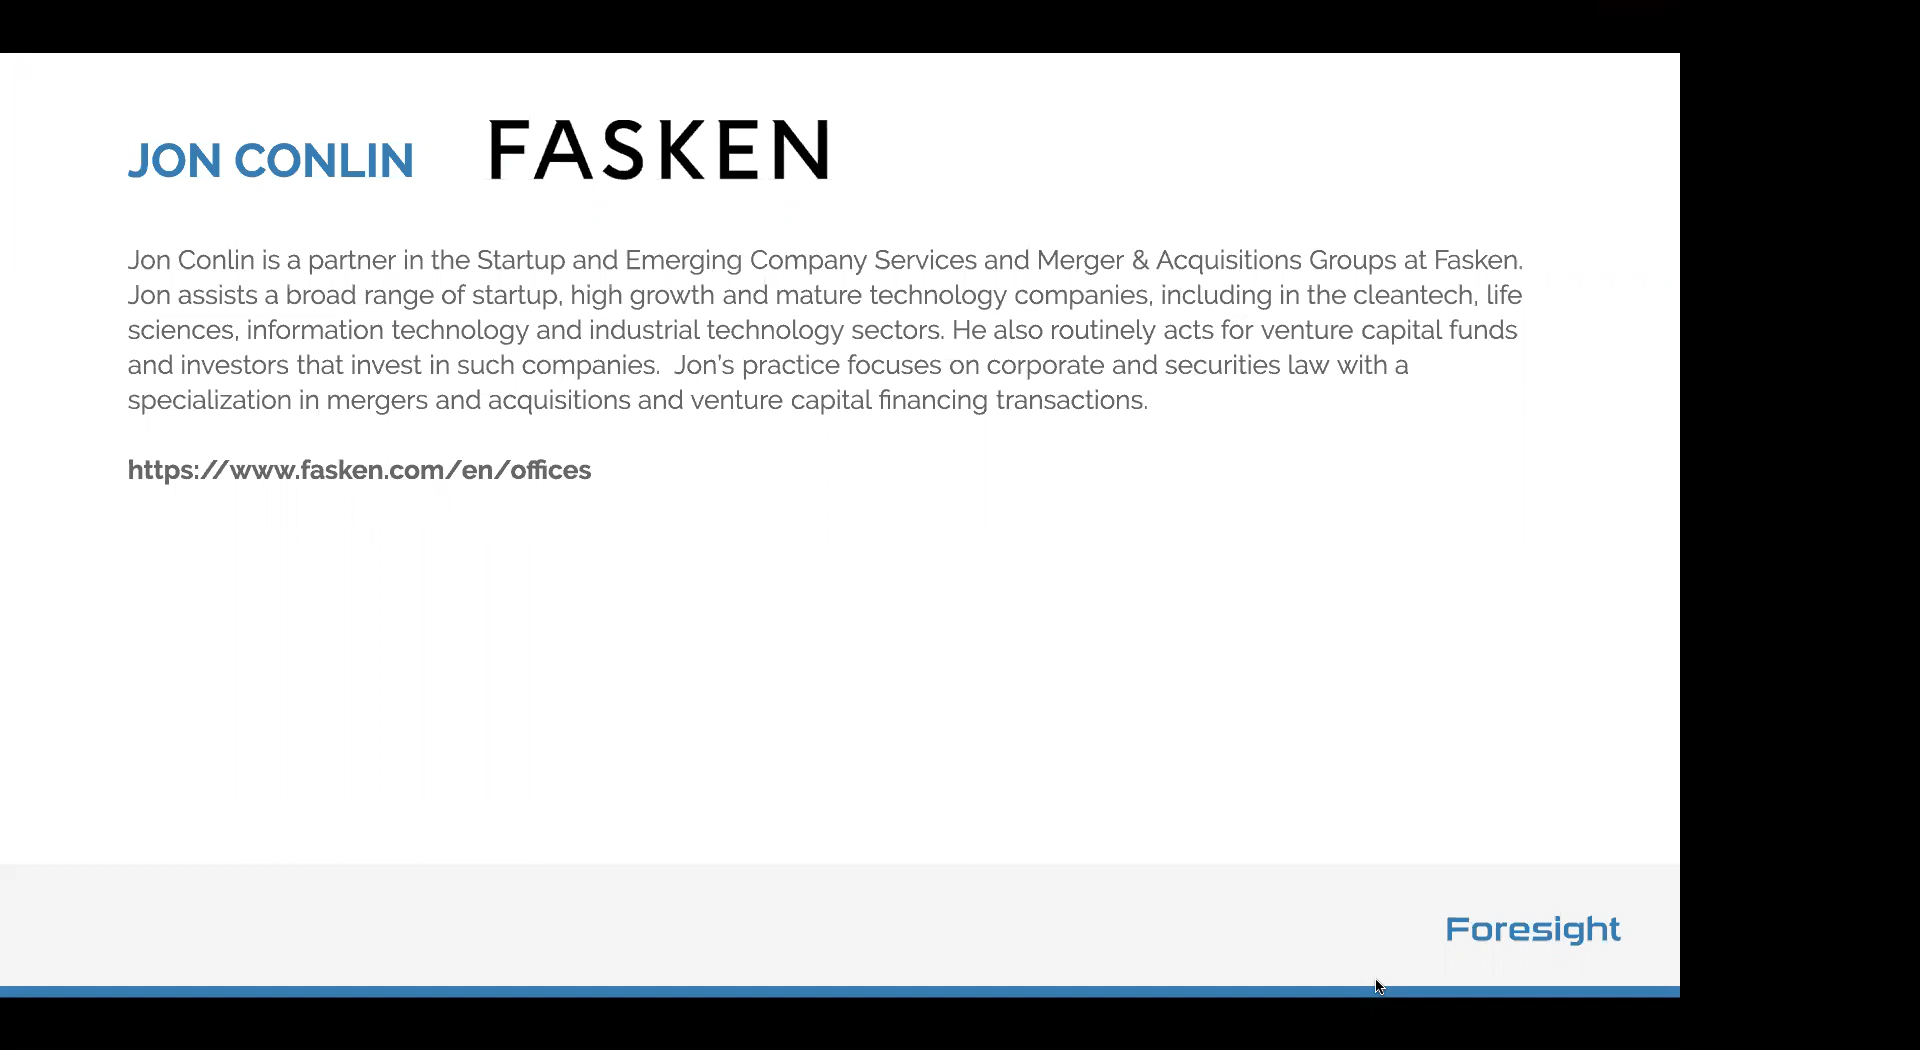 JON CONLIN
FASKEN
Jon Conlin is a partner in the Startup and Emerging Company Services and Merger & Acquisitions Groups at Fasken.
Jon assists a broad range of startup, high growth and mature technology companies, including in the cleantech, life
sciences, information technology and industrial technology sectors. He also routinely acts for venture capital funds
and investors that invest in such companies.  Jon’s practice focuses on corporate and securities law with a
specialization in mergers and acquisitions and venture capital financing transactions.
https://www.fasken.com/en/offices
Foresight